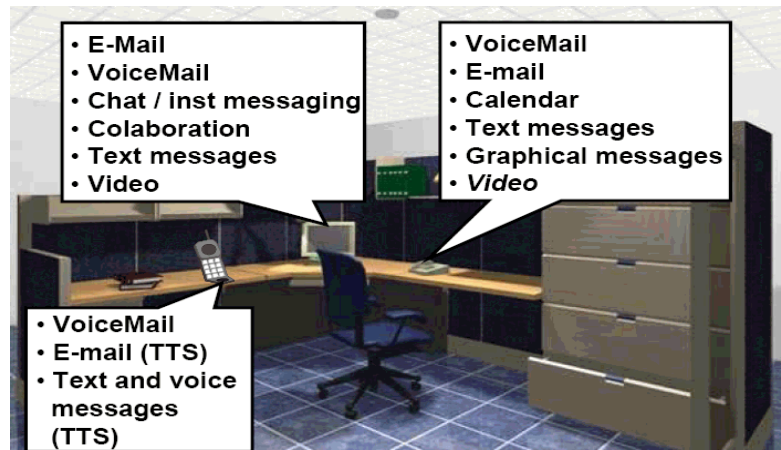 • E-Mail
• VoiceMail
• Chat / inst messaging
• Colaboration
• Text messages
• Video
• VoiceMail
• E-mail
• Calendar
• Text messages
• Graphical messages
• Video
• VoiceMail
• E-mail (TTS)
• Text and voice
messages
(TTS)